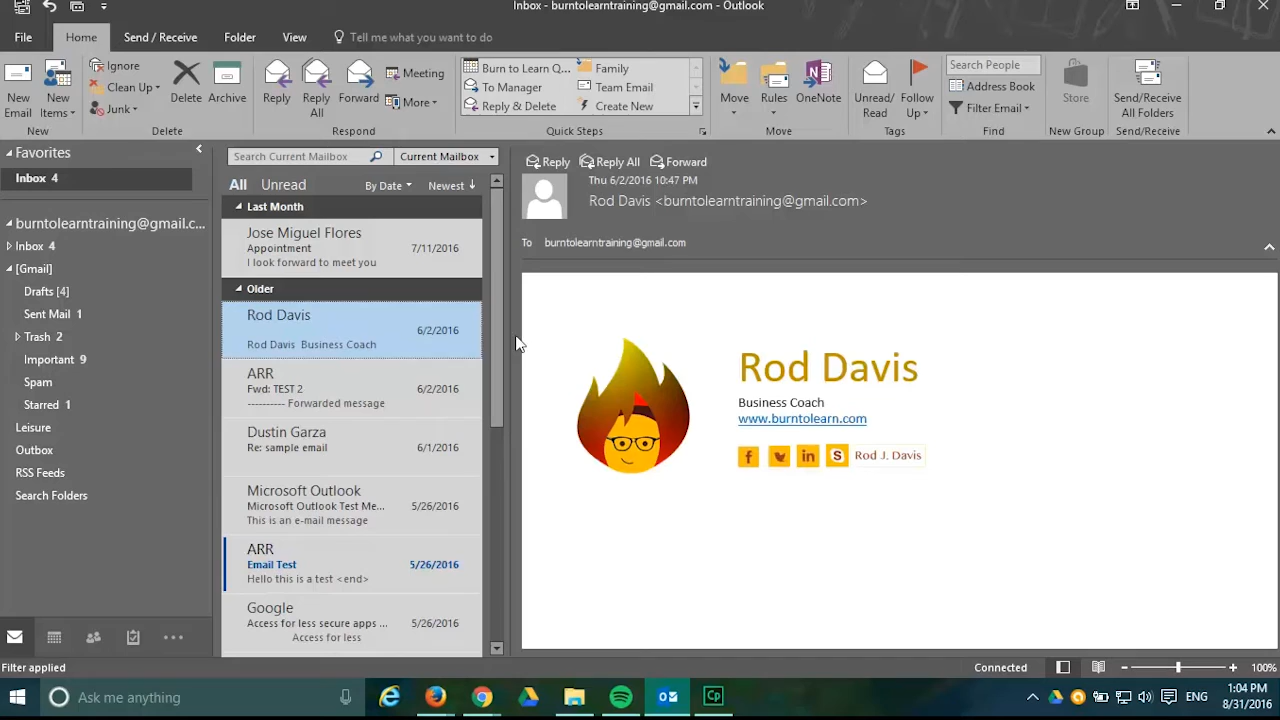 Inbox - burntolearntraining@gmail.com - Outlook
File Home Send / Receive Folder View Tell me what you want to do
New Email
New Items
Ignore
Clean Up
Junk
Delete
Archive
Reply
Reply All
Forward
Meeting
More
Burn to Learn Q...
To Manager
Reply & Delete
Family
Team Email
Create New
Move
Rules
OneNote
Unread/ Read
Follow Up
Search People
Address Book
Filter Email
Store
Send/Receive All Folders
New Delete Respond Quick Steps Move Tags Find New Group Send/Receive
Favorites
Inbox 4
burntolearntraining@gmail.c...
Inbox 4
[Gmail]
Drafts [4]
Sent Mail 1
Trash 2
Important 9
Spam
Starred 1
Leisure
Outbox
RSS Feeds
Search Folders
Search Current Mailbox Current Mailbox
All Unread By Date Newest
Last Month
Jose Miguel Flores
Appointment 7/11/2016
I look forward to meet you
Older
Rod Davis
6/2/2016
Rod Davis Business Coach
ARR
Fwd: TEST 2 6/2/2016
---------- Forwarded message
Dustin Garza
Re: sample email 6/1/2016
Microsoft Outlook
Microsoft Outlook Test Me... 5/26/2016
This is an e-mail message
ARR
Email Test 5/26/2016
Hello this is a test <end>
Google
Access for less secure apps ... 5/26/2016
Access for less
Reply Reply All Forward
Thu 6/2/2016 10:47 PM
Rod Davis <burntolearntraining@gmail.com>
To burntolearntraining@gmail.com
Rod Davis
Business Coach
www.burntolearn.com
f in S Rod J. Davis
Filter applied Connected 100%
Ask me anything
Cp
ENG
1:04 PM
8/31/2016